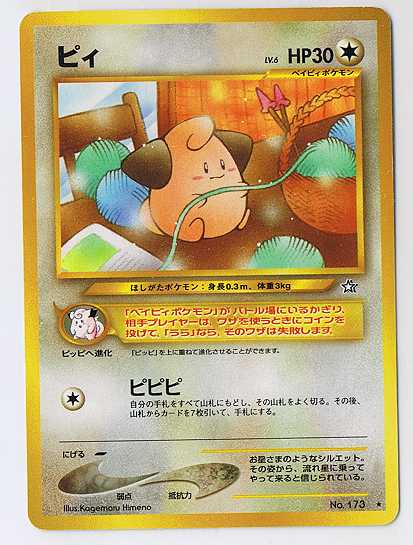 ピィ LV.6 HP30
ベイビィポケモン
ほしがたポケモン：身長0.3m、体重3kg
「ベイビィポケモン」がバトル場にいるかぎり、
相手プレイヤーは、ワザを使うときにコインを
投げて、「うら」なら、そのワザは失敗します。
ピッピへ進化
「ピッピ」を上に重ねて進化させることができます。
ピピピ
自分の手札をすべて山札にもどし、その山札をよく切る。その後、
山札からカードを7枚引いて、手札にする。
にげる
弱点 抵抗力
お星さまのようなシルエット。
その姿から、流れ星に乗って
やって来ると信じられている。
Illus.Kagemaru Himeno
No. 173